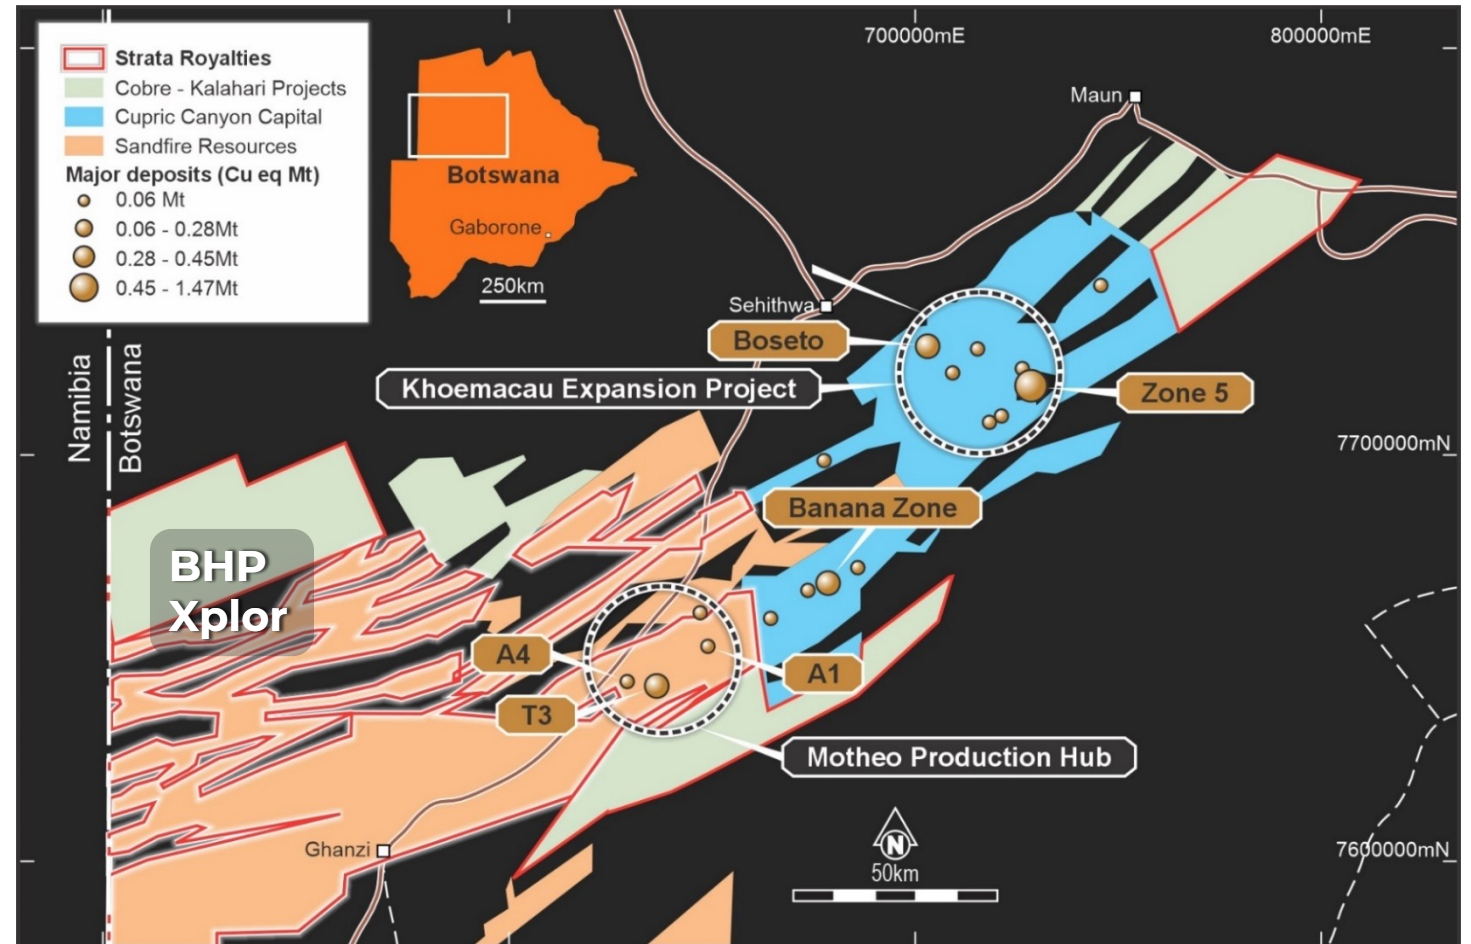 700000mE
800000mE
Strata Royalties
Cobre - Kalahari Projects
Cupric Canyon Capital
Sandfire Resources
Major deposits (Cu eq Mt)
0.06 Mt
0.06 - 0.28Mt
0.28 - 0.45Mt
0.45 - 1.47Mt
Botswana
Gaborone
250km
Maun
Sehithwa
Boseto
Khoemacau Expansion Project
Zone 5
Namibia
Botswana
7700000mN
Banana Zone
BHP
Xplor
A4
A1
T3
Motheo Production Hub
N
50km
Ghanzi
7600000mN